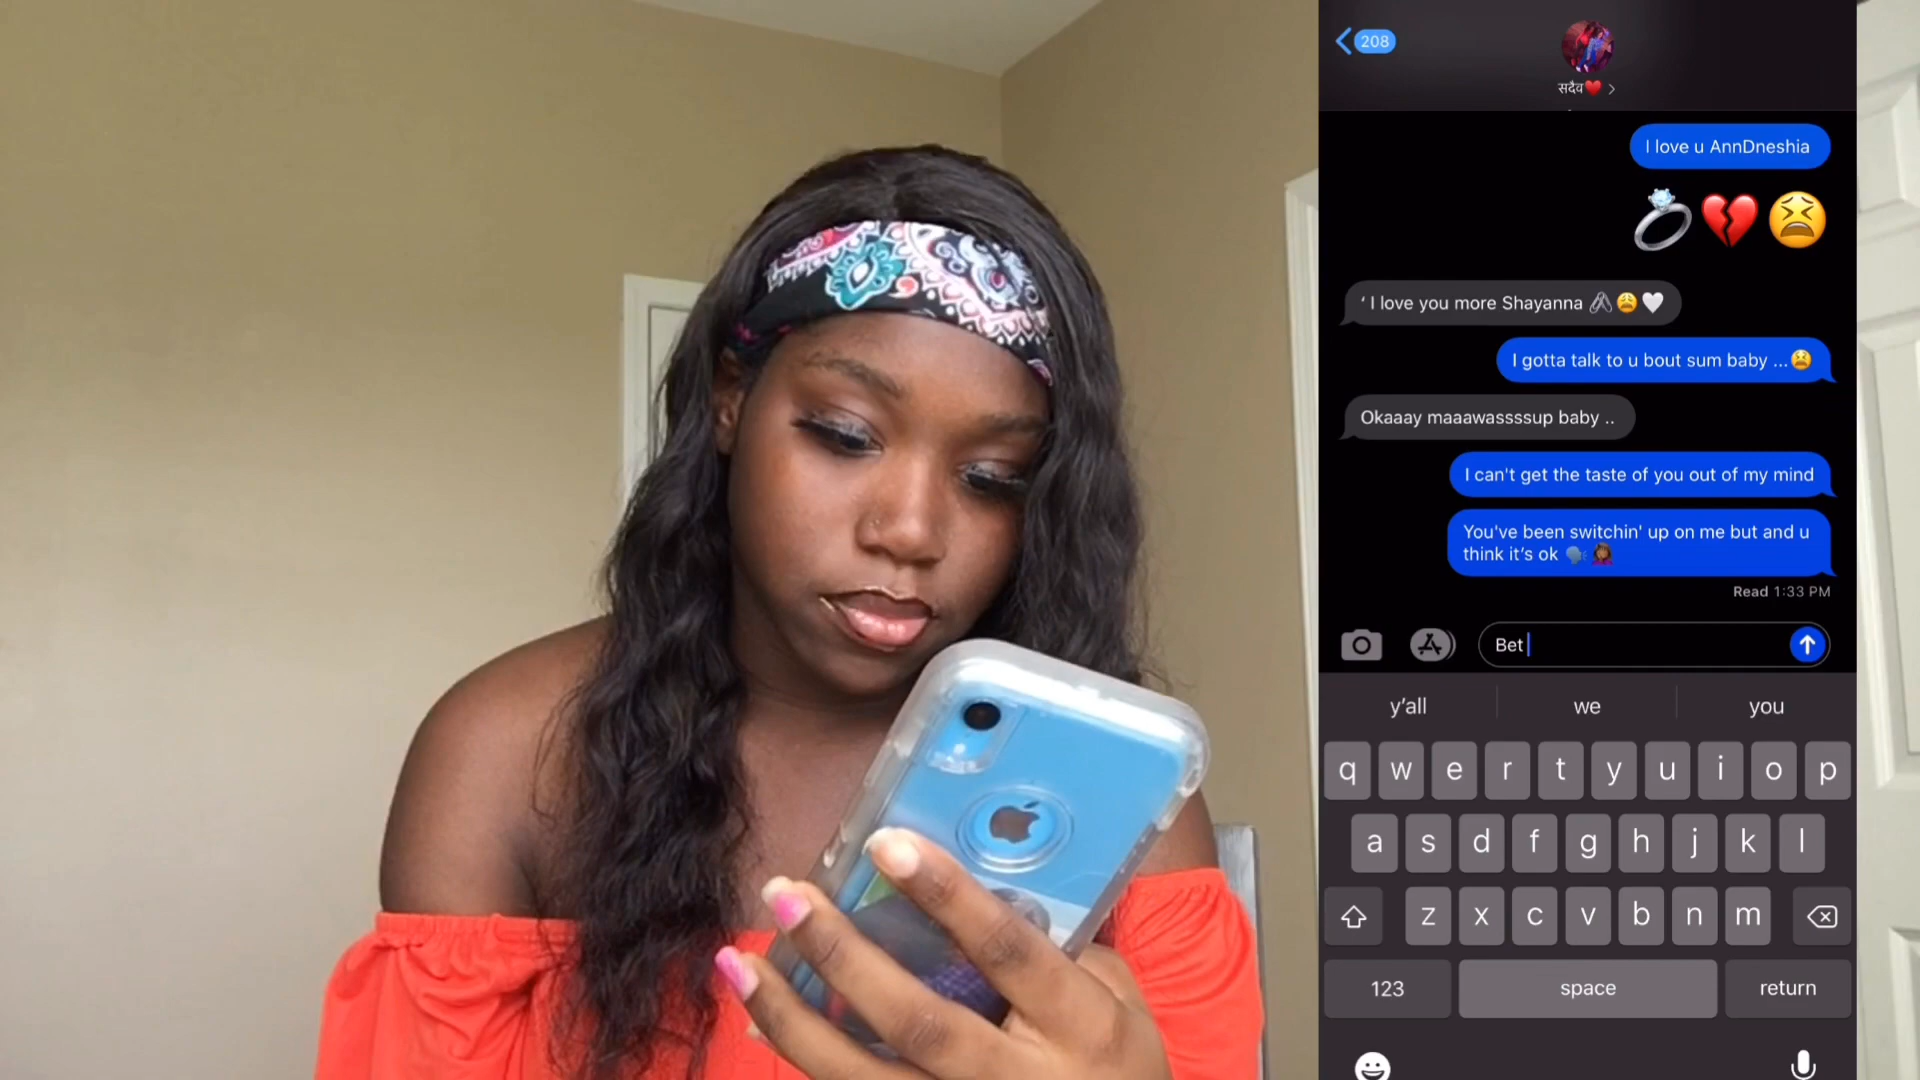 208
सदैव❤️ >
I love u AnnDneshia
💍💔😫
‘ I love you more Shayanna 🖇️😩🤍
I gotta talk to u bout sum baby ...😫
Okaaay maaawassssup baby ..
I can't get the taste of you out of my mind
You've been switchin' up on me but and u
think it’s ok 🗣️🤦🏾‍♀️
Read 1:33 PM
Bet
y’all we you
q w e r t y u i o p
a s d f g h j k l
z x c v b n m
123 space return